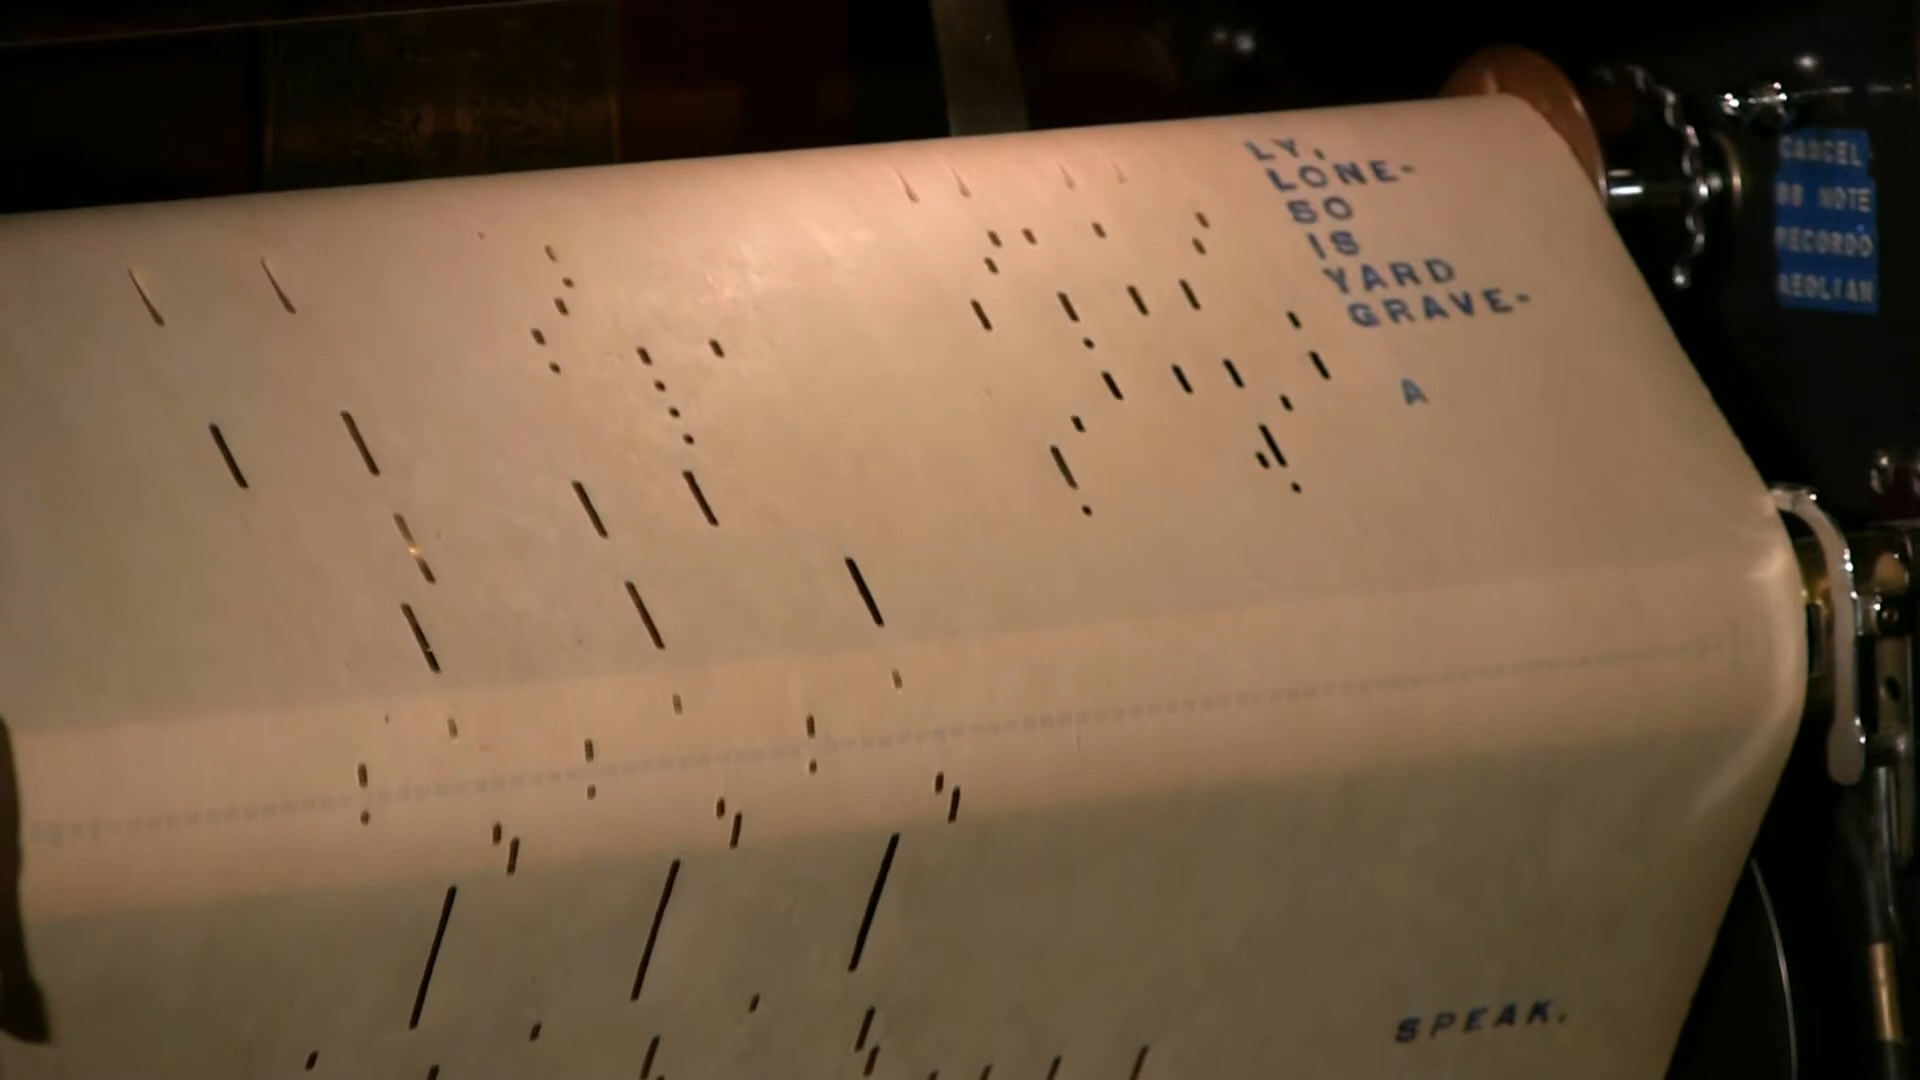 LY,
LONE-
SO
IS
YARD
GRAVE-
A
SPEAK.
CANCEL
88 NOTE
RECORDO
AEOLIAN